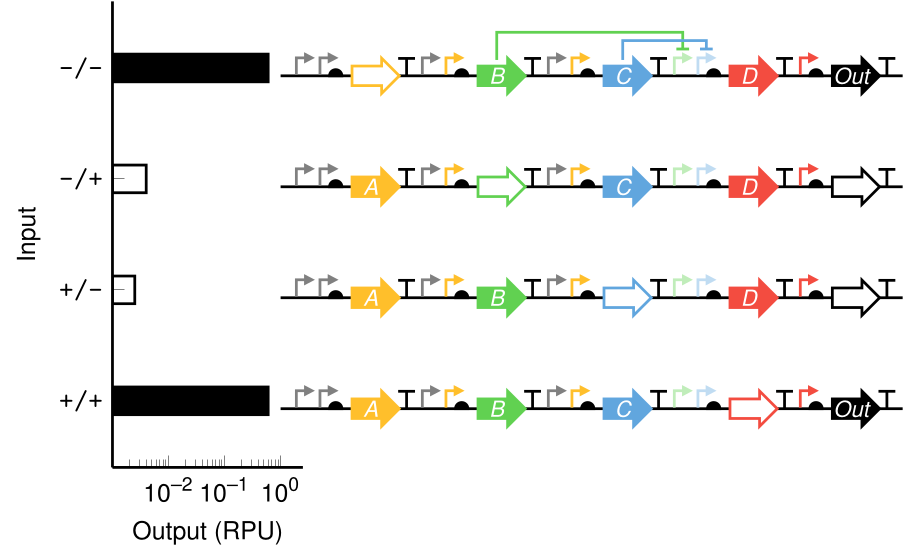 -/- B C D Out
-/+ A C D
Input
+/- A B D
+/+ A B C Out
10^-2 10^-1 10^0
Output (RPU)